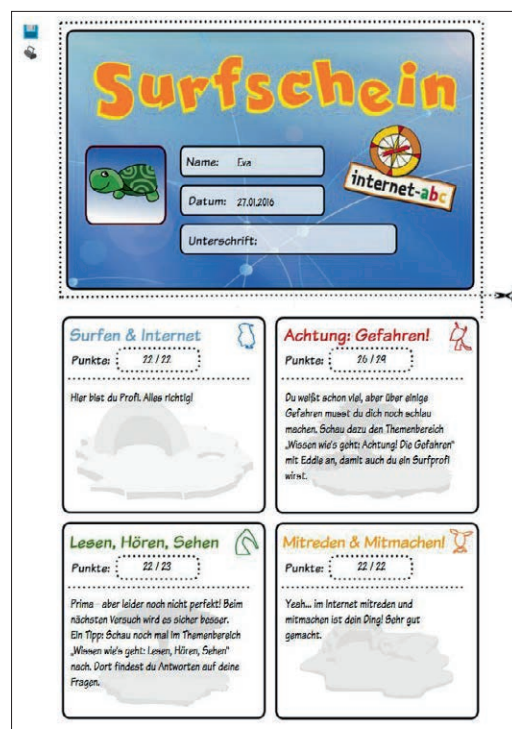 Surfschein
Name: Eva
Datum: 27.01.2016
Unterschrift:
internet-abc
Surfen & Internet
Punkte: 22 / 22
Hier bist du Profi. Alles richtig!
Achtung: Gefahren!
Punkte: 26 / 29
Du weißt schon viel, aber über einige
Gefahren musst du dich noch schlau
machen. Schau dazu den Themenbereich
„Wissen wie's geht: Achtung! Die Gefahren"
mit Eddie an, damit auch du ein Surfprofi
wirst.
Lesen, Hören, Sehen
Punkte: 22 / 23
Prima - aber leider noch nicht perfekt! Beim
nächsten Versuch wird es sicher besser.
Ein Tipp: Schau noch mal im Themenbereich
„Wissen wie's geht: Lesen, Hören, Sehen"
nach. Dort findest du Antworten auf deine
Fragen.
Mitreden & Mitmachen!
Punkte: 22 / 22
Yeah... im Internet mitreden und
mitmachen ist dein Ding! Sehr gut
gemacht.